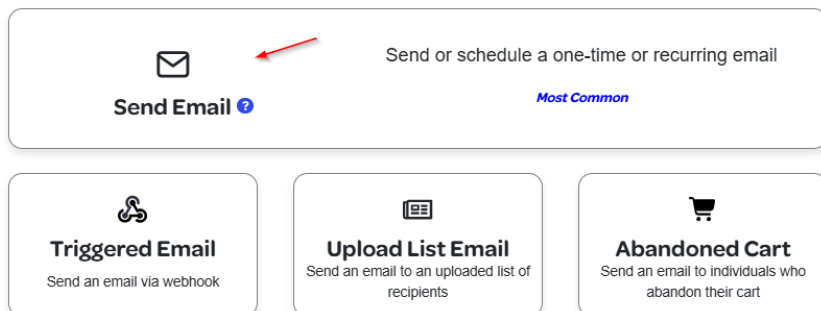 Send or schedule a one-time or recurring email
Send Email ?
Most Common
Triggered Email
Send an email via webhook
Upload List Email
Send an email to an uploaded list of
recipients
Abandoned Cart
Send an email to individuals who
abandon their cart